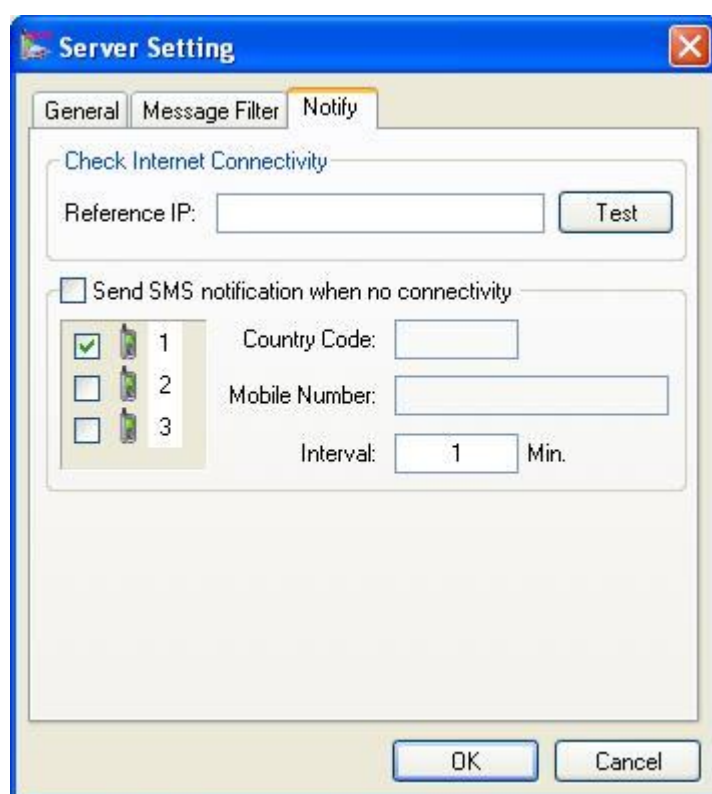 Server Setting
General Message Filter Notify
Check Internet Connectivity
Reference IP: Test
Send SMS notification when no connectivity
1 Country Code:
2 Mobile Number:
3
Interval: 1 Min.
OK Cancel